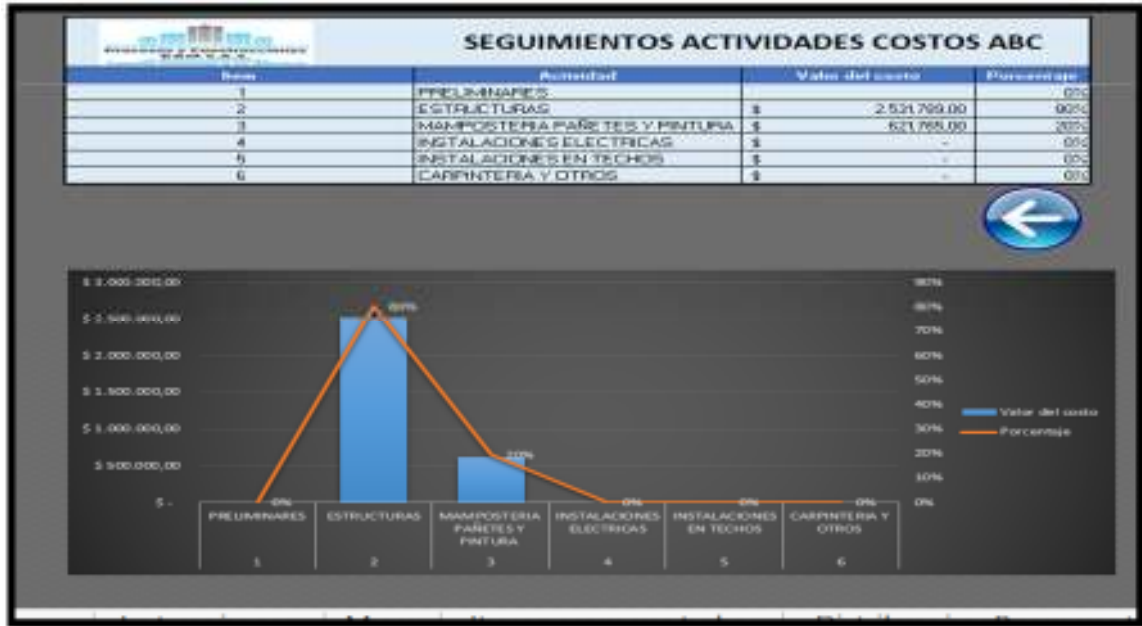 SEGUIMIENTOS ACTIVIDADES COSTOS ABC
Item Actividad Valor del costo Porcentaje
1 PRELIMINARES 0%
2 ESTRUCTURAS $ 2.531.769,00 80%
3 MAMPOSTERIA PAÑETES Y PINTURA $ 621.765,00 20%
4 INSTALACIONES ELECTRICAS $ - 0%
5 INSTALACIONES EN TECHOS $ - 0%
6 CARPINTERIA Y OTROS $ - 0%
$ 3.000.000,00 90%
$ 2.500.000,00 80%
70%
$ 2.000.000,00 60%
50%
$ 1.500.000,00
40%
$ 1.000.000,00 30%
20%
$ 500.000,00
10%
$ - 0%
80%
20%
0% 0% 0% 0%
Valor del costo
Porcentaje
PRELIMINARES ESTRUCTURAS MAMPOSTERIA INSTALACIONES INSTALACIONES CARPINTERIA Y
PAÑETES Y ELECTRICAS EN TECHOS OTROS
PINTURA
1 2 3 4 5 6